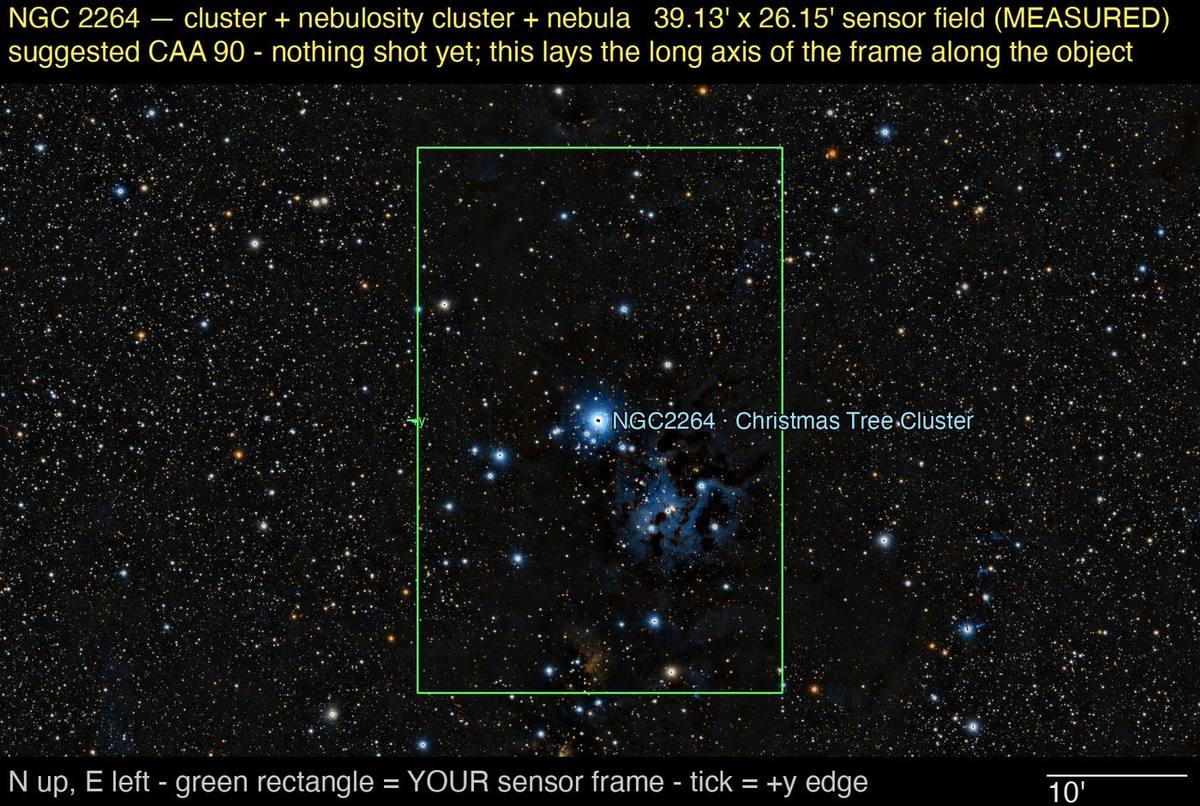 NGC 2264 — cluster + nebulosity cluster + nebula   39.13' x 26.15' sensor field (MEASURED)
suggested CAA 90 - nothing shot yet; this lays the long axis of the frame along the object
+y
NGC2264 · Christmas Tree Cluster
N up, E left - green rectangle = YOUR sensor frame - tick = +y edge
10'